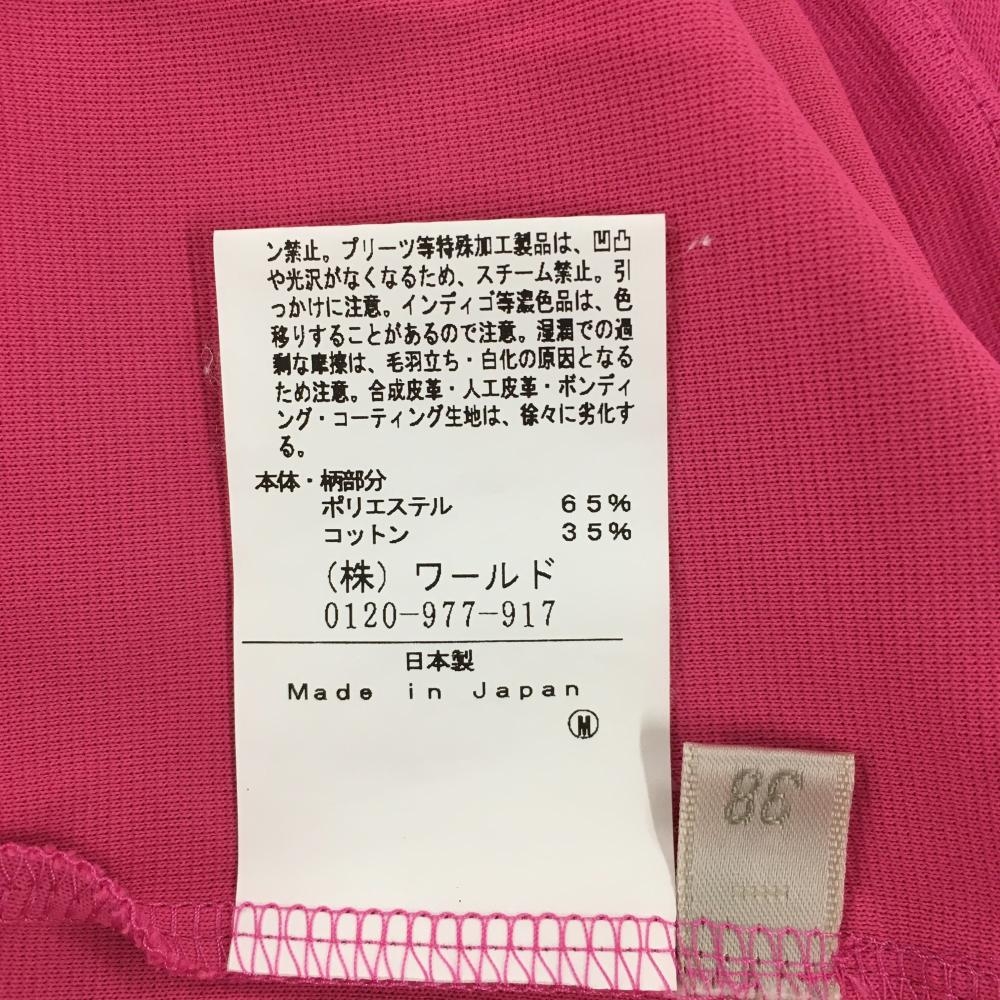 ン禁止。プリーツ等特殊加工製品は、凹凸
や光沢がなくなるため、スチーム禁止。引
っかけに注意。インディゴ等濃色品は、色
移りすることがあるので注意。湿潤での過
剰な摩擦は、毛羽立ち・白化の原因となる
ため注意。合成皮革・人工皮革・ボンディ
ング・コーティング生地は、徐々に劣化す
る。
本体・柄部分
ポリエステル 65%
コットン 35%
(株) ワールド
0120-977-917
日本製
Made in Japan
M
38